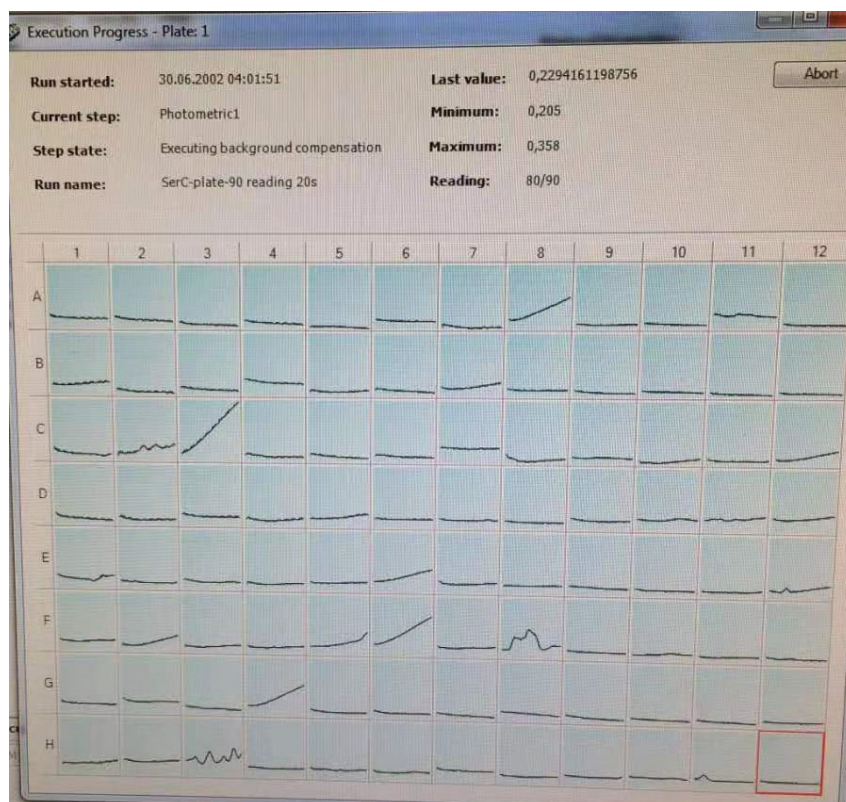 Execution Progress - Plate: 1
Run started: 30.06.2002 04:01:51 Last value: 0,2294161198756 Abort
Current step: Photometric1 Minimum: 0,205
Step state: Executing background compensation Maximum: 0,358
Run name: SerC-plate-90 reading 20s Reading: 80/90
1 2 3 4 5 6 7 8 9 10 11 12
A
B
C
D
E
F
G
H